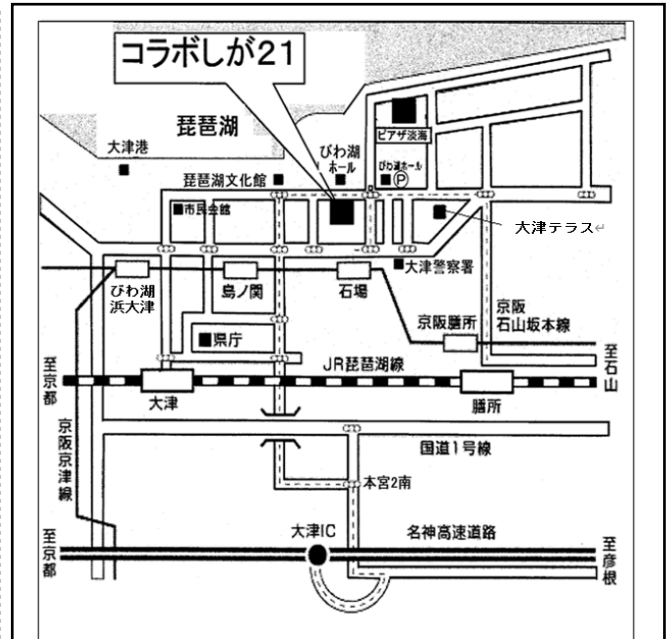 コラボしが21
琵琶湖
大津港
びわ湖
ホール
ピアザ淡海
琵琶湖文化館
びわ湖ホール
P
市民会館
大津テラス
大津警察署
びわ湖
浜大津
島ノ関
石場
京阪膳所
京阪
石山坂本線
県庁
JR琵琶湖線
至京都
至石山
大津
膳所
京阪京津線
国道1号線
本宮2南
大津IC
名神高速道路
至京都
至彦根